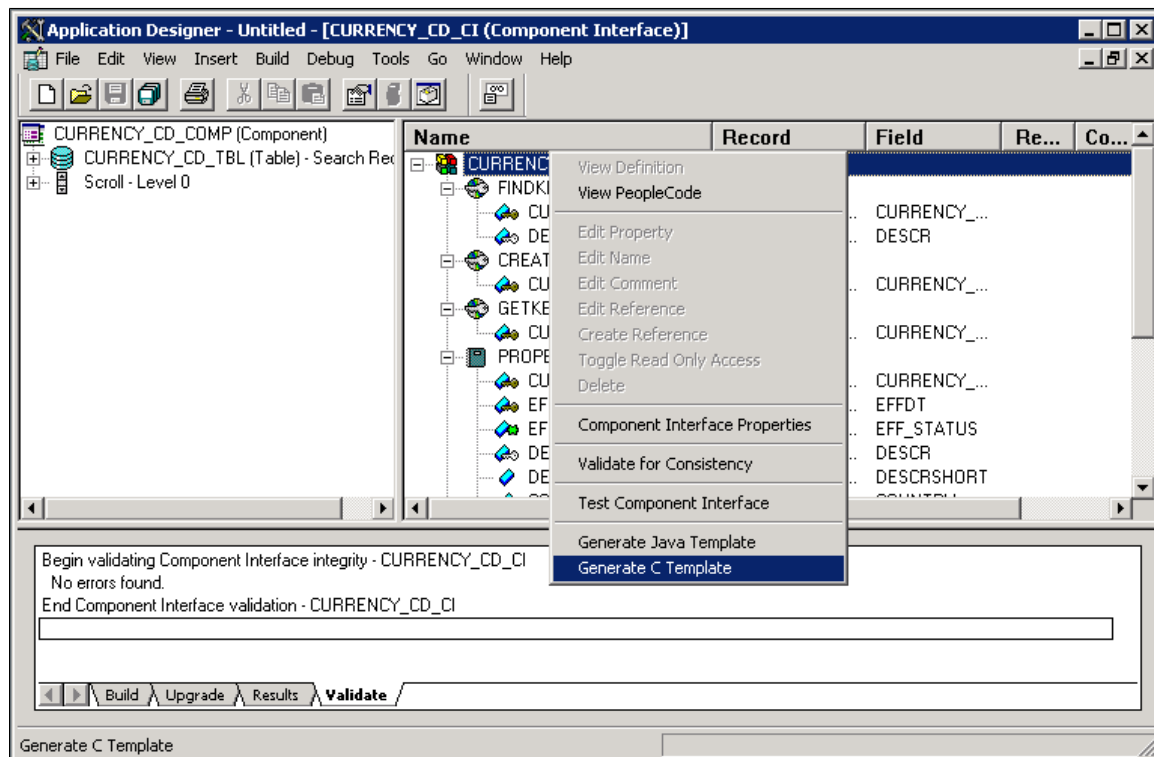 Application Designer - Untitled - [CURRENCY_CD_CI (Component Interface)]
File Edit View Insert Build Debug Tools Go Window Help
CURRENCY_CD_COMP (Component)
CURRENCY_CD_TBL (Table) - Search Rec
Scroll - Level 0
Name Record Field Re... Co...
CURRENC
FINDKI
CU .. CURRENCY_...
DE .. DESCR
CREAT
CU .. CURRENCY_...
GETKE
CU .. CURRENCY_...
PROPE
CU .. CURRENCY_...
EF .. EFFDT
EF .. EFF_STATUS
DE .. DESCR
DE .. DESCRSHORT
View Definition
View PeopleCode
Edit Property
Edit Name
Edit Comment
Edit Reference
Create Reference
Toggle Read Only Access
Delete
Component Interface Properties
Validate for Consistency
Test Component Interface
Generate Java Template
Generate C Template
Begin validating Component Interface integrity - CURRENCY_CD_CI
No errors found.
End Component Interface validation - CURRENCY_CD_CI
Build Upgrade Results Validate
Generate C Template